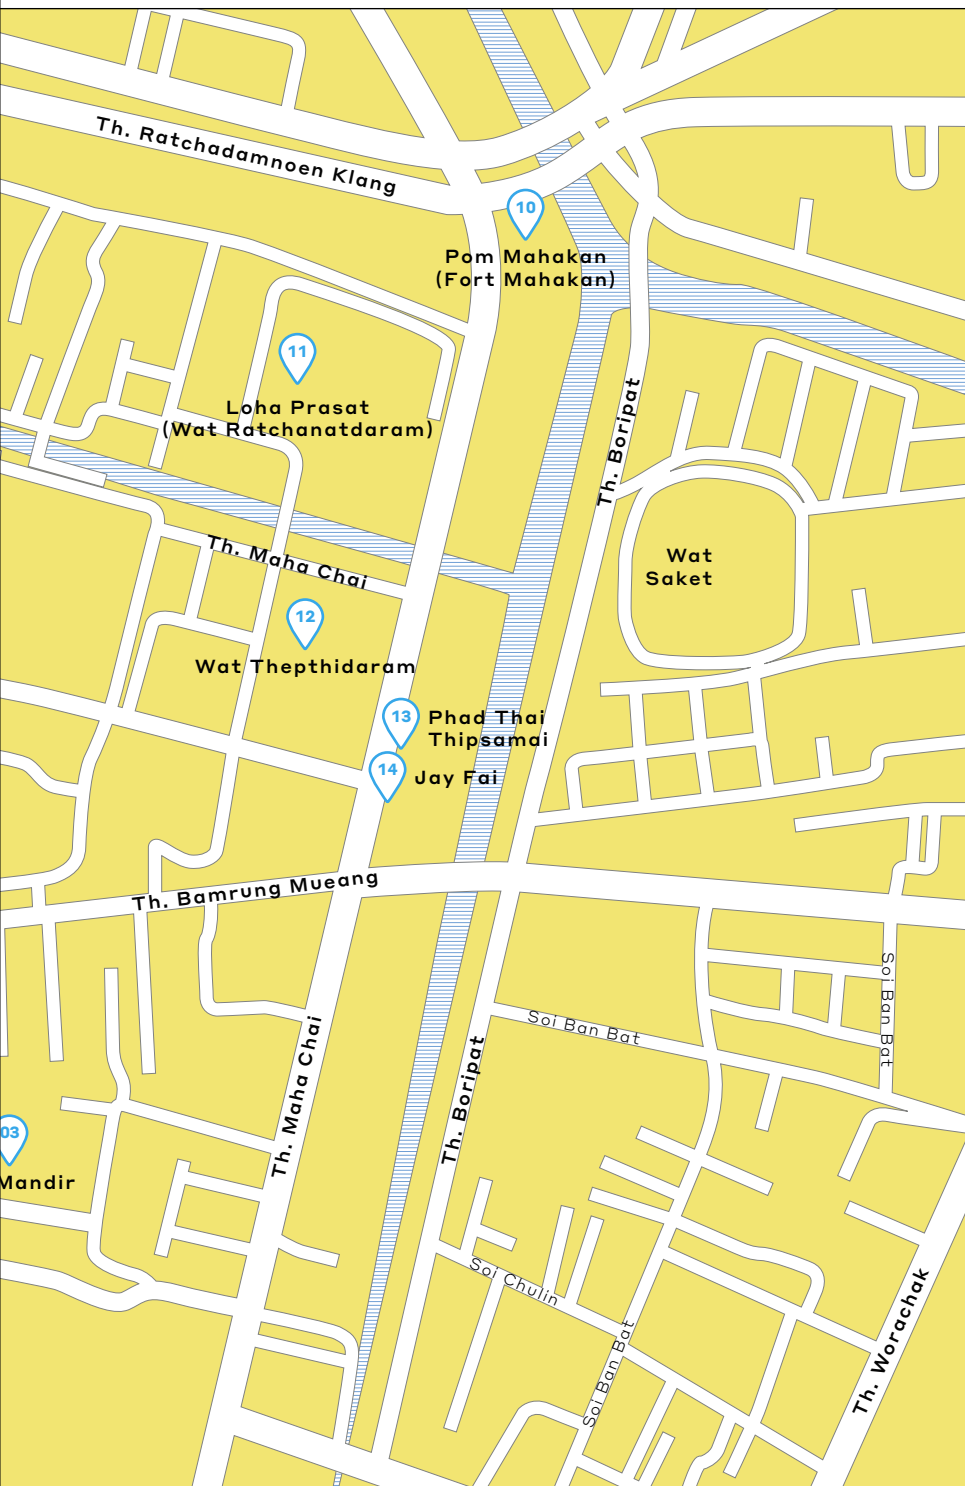 Th. Ratchadamnoen Klang
10
Pom Mahakan
(Fort Mahakan)
11
Loha Prasat
(Wat Ratchanatdaram)
Th. Boripat
Th. Maha Chai
Wat
Saket
12
Wat Thepthidaram
13
Phad Thai
Thipsamai
14
Jay Fai
Th. Bamrung Mueang
Soi Ban Bat
Soi Ban Bat
Th. Maha Chai
Th. Boripat
03
Mandir
Soi Chulin
Soi Ban Bat
Th. Worachak